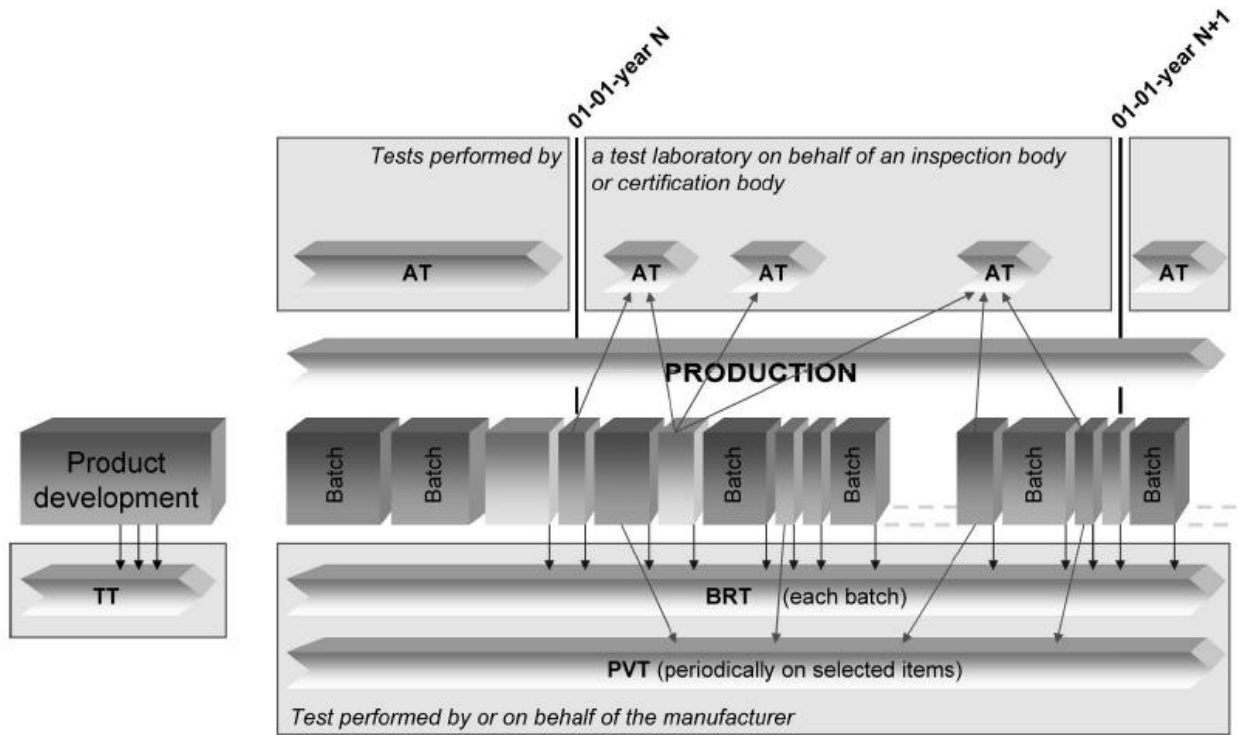 01-01-year N
01-01-year N+1
Tests performed by
a test laboratory on behalf of an inspection body
or certification body
AT
AT
AT
AT
AT
PRODUCTION
Product
development
Batch
Batch
Batch
Batch
Batch
Batch
TT
BRT (each batch)
PVT (periodically on selected items)
Test performed by or on behalf of the manufacturer